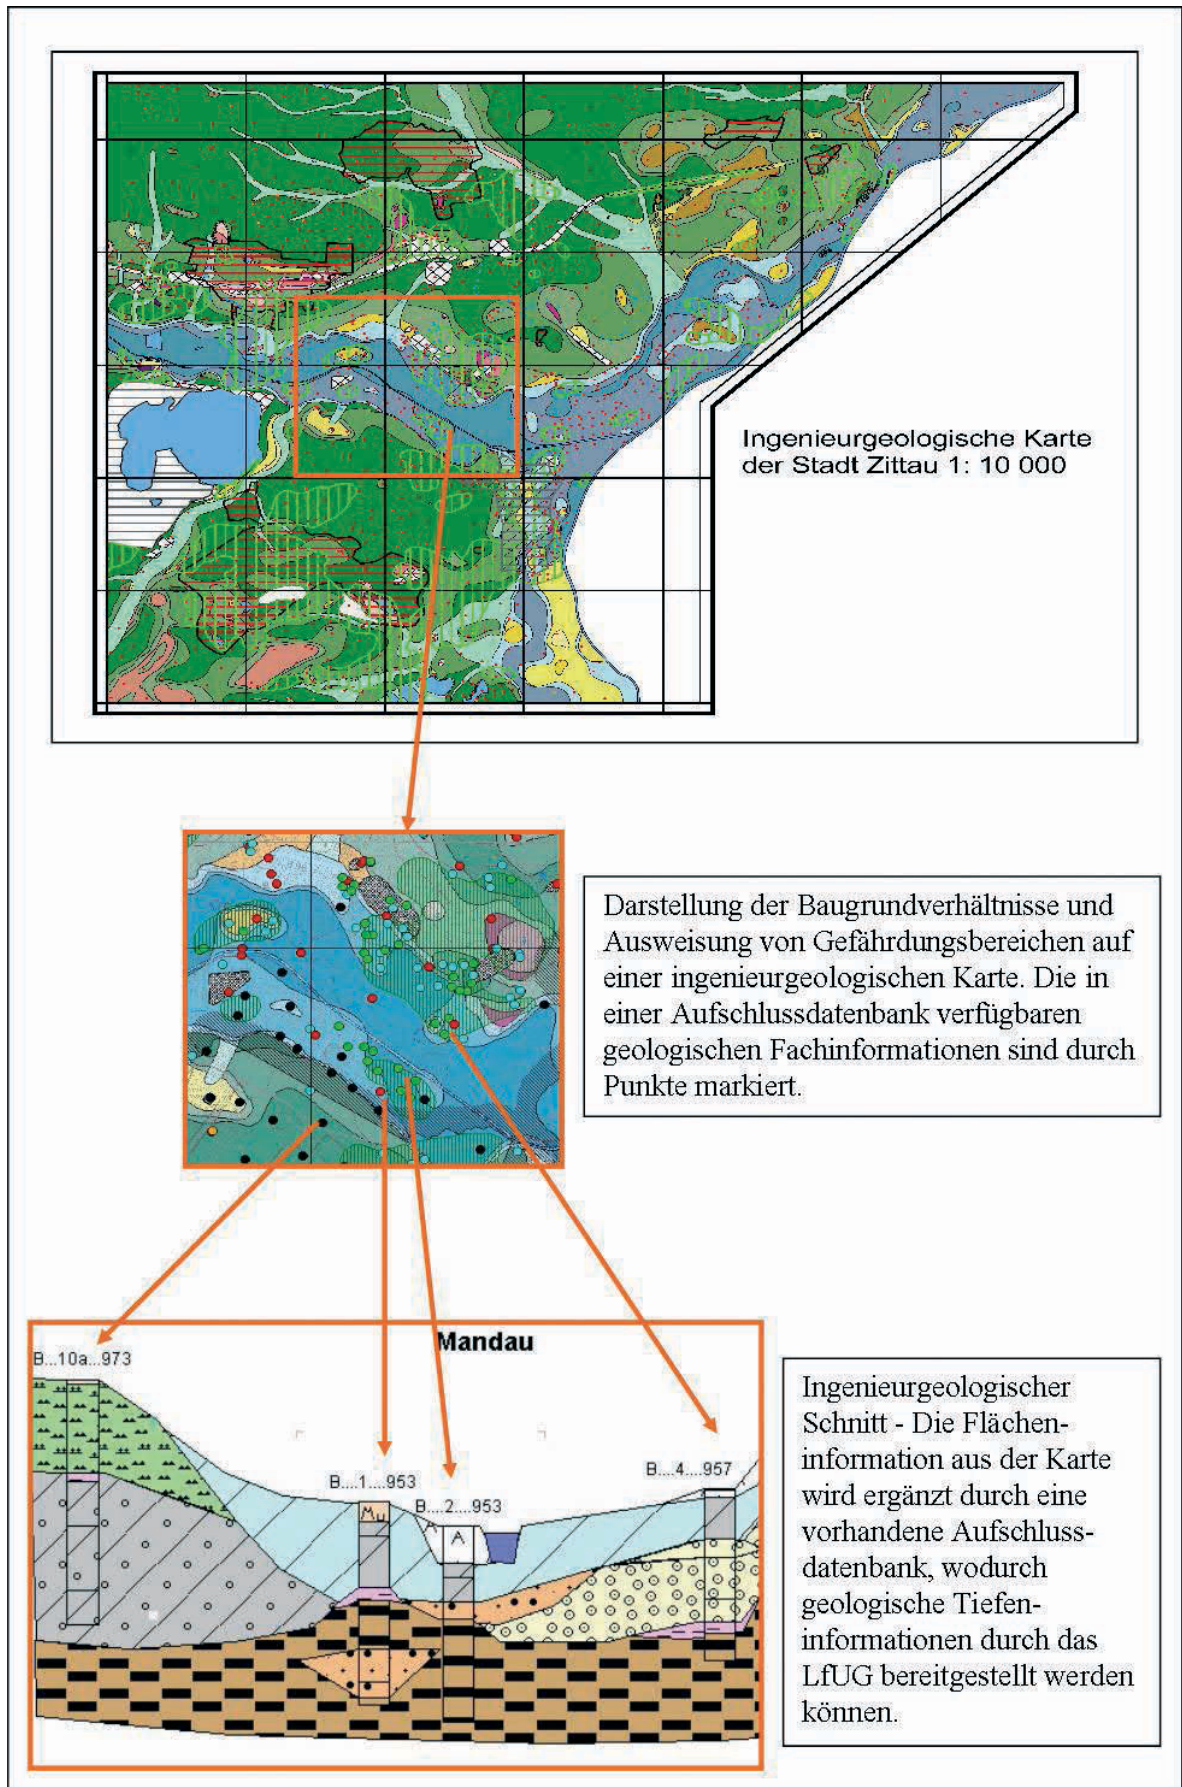 Ingenieurgeologische Karte
der Stadt Zittau 1: 10 000
Darstellung der Baugrundverhältnisse und
Ausweisung von Gefährdungsbereichen auf
einer ingenieurgeologischen Karte. Die in
einer Aufschlussdatenbank verfügbaren
geologischen Fachinformationen sind durch
Punkte markiert.
Mandau
B...10a...973
B....1....953
B....2....953
B....4....957
Mu
A
A
Ingenieurgeologischer
Schnitt - Die Flächen-
information aus der Karte
wird ergänzt durch eine
vorhandene Aufschluss-
datenbank, wodurch
geologische Tiefen-
informationen durch das
LfUG bereitgestellt werden
können.